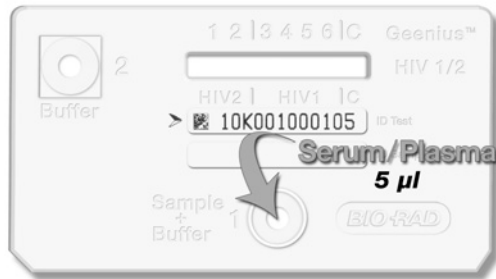 1 2 | 3 4 5 6 | C Geenius™
2
HIV 1/2
Buffer
HIV2 | HIV1 | C
> 10K001000105 ID Test
Serum/Plasma
5 µl
Sample
+
Buffer
1
BIO-RAD